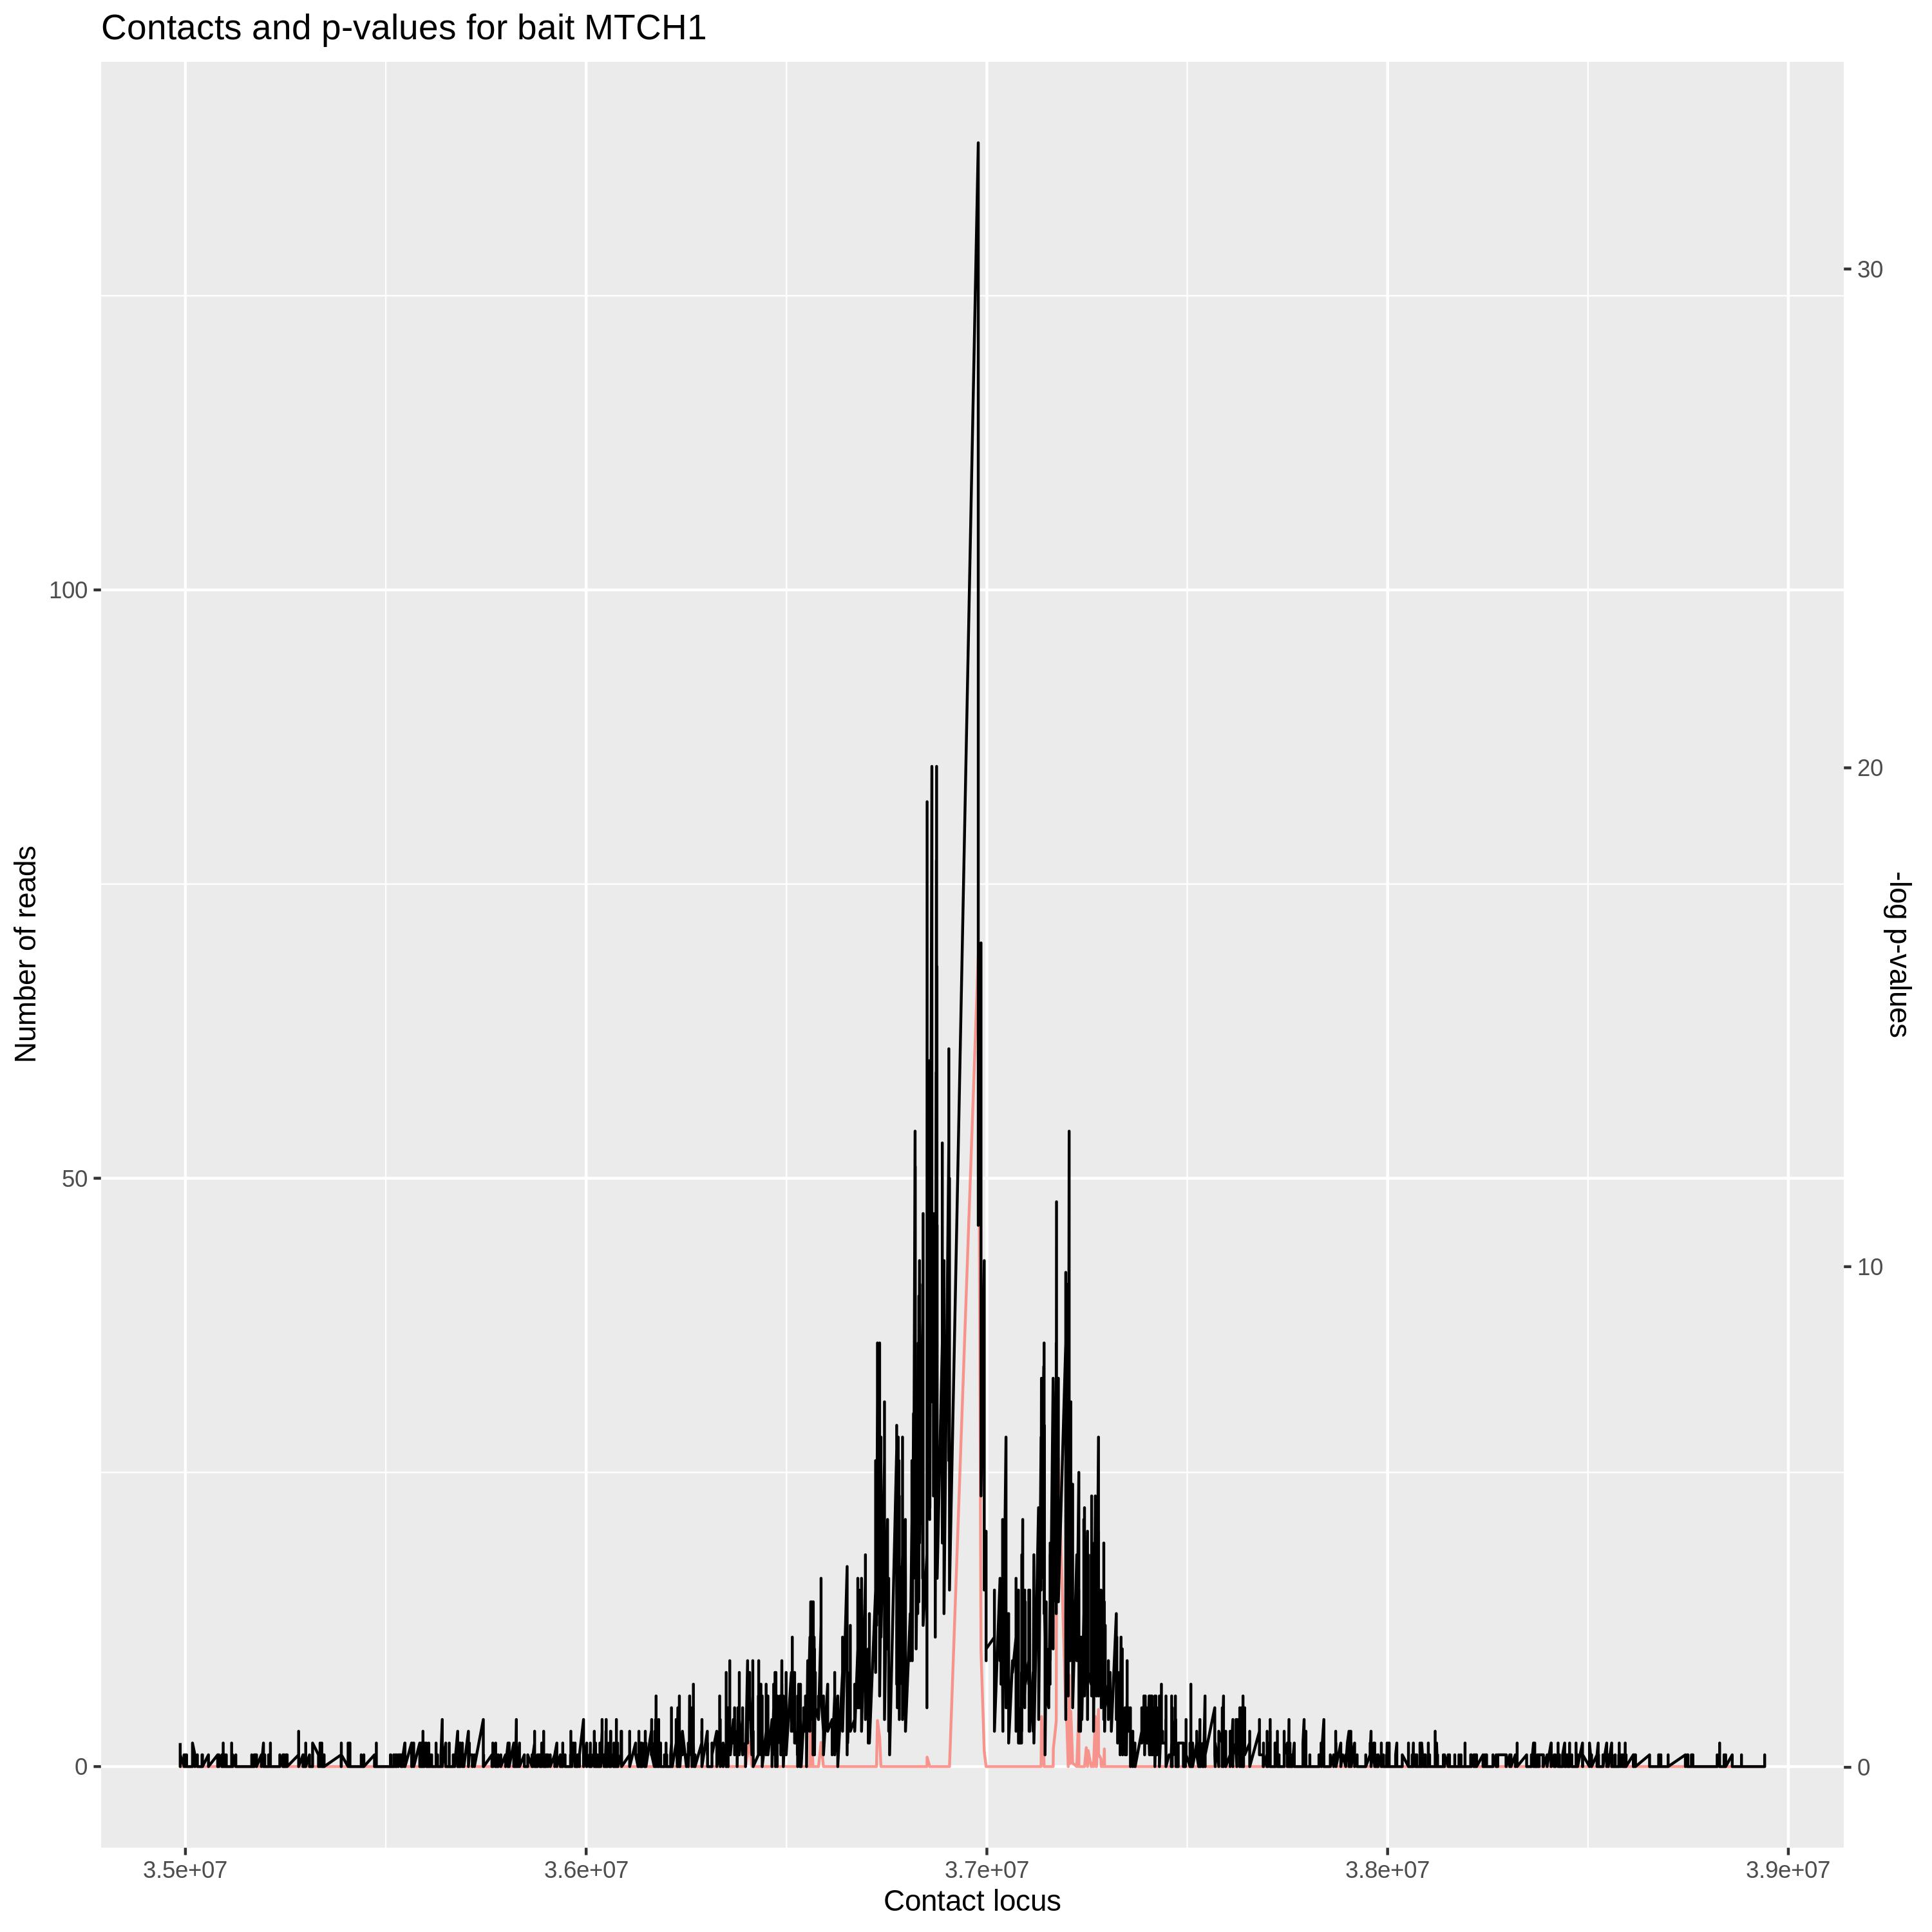 Contacts and p-values for bait MTCH1
Number of reads
100
50
0
30
20
10
0
-log p-values
3.5e+07 3.6e+07 3.7e+07 3.8e+07 3.9e+07
Contact locus